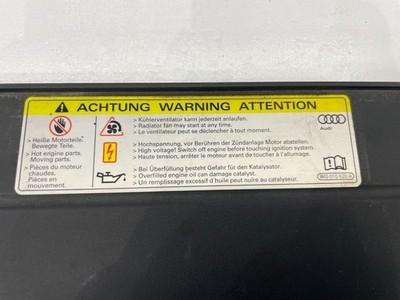 ACHTUNG WARNING ATTENTION
> Heiße Motorteile.
Bewegte Teile.
> Hot engine parts.
Moving parts.
> Pièces du moteur
chaudes.
Pièces en
mouvement.
> Kühlerventilator kann jederzeit anlaufen.
> Radiator fan may start at any time.
> Le ventilateur peut se déclencher à tout moment.
> Hochspannung, vor Berühren der Zündanlage Motor abstellen.
> High voltage! Switch off engine before touching ignition system.
> Haute tension, arrêter le moteur avant de toucher à l'allumage.
> Bei Überfüllung besteht Gefahr für den Katalysator.
> Overfilled engine oil can damage catalyst.
> Un remplissage excessif d'huile peut nuire au catalyseur.
Audi